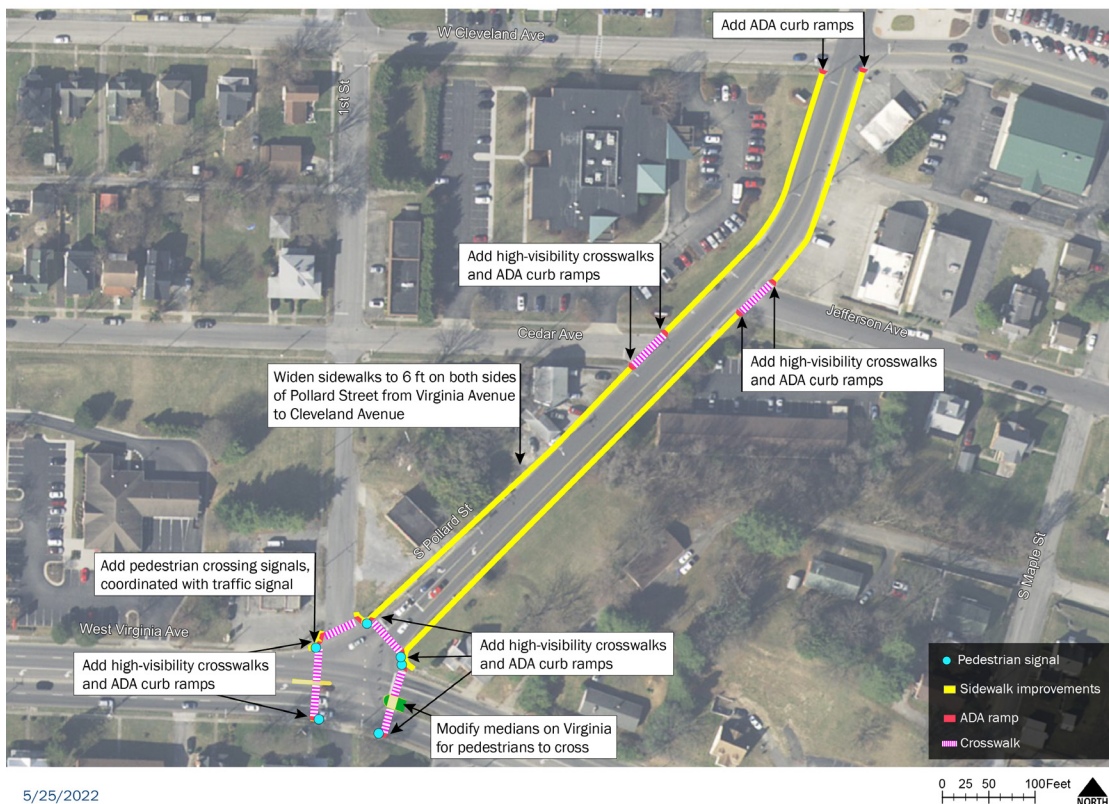 Add ADA curb ramps
W Cleveland Ave
1st St
Add high-visibility crosswalks
and ADA curb ramps
Cedar Ave
Jefferson Ave
Add high-visibility crosswalks
and ADA curb ramps
Widen sidewalks to 6 ft on both sides
of Pollard Street from Virginia Avenue
to Cleveland Avenue
S Pollard St
S Maple St
Add pedestrian crossing signals,
coordinated with traffic signal
West Virginia Ave
Add high-visibility crosswalks
and ADA curb ramps
Add high-visibility crosswalks
and ADA curb ramps
Modify medians on Virginia
for pedestrians to cross
Pedestrian signal
Sidewalk improvements
ADA ramp
Crosswalk
5/25/2022
0 25 50 100 Feet
NORTH